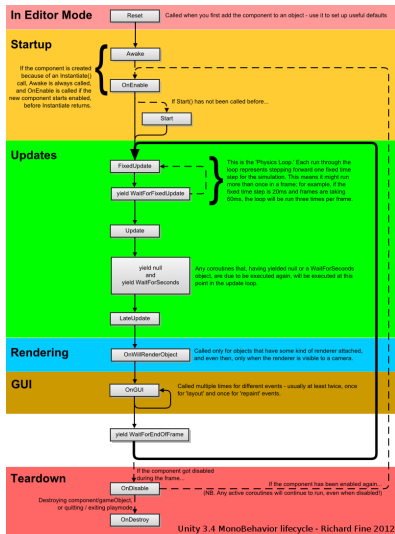 In Editor Mode
Reset
Called when you first add the component to an object - use it to set up useful defaults
Startup
Awake
If the component is created
because of an Instantiate()
call, Awake is always called,
and OnEnable is called if the
new component starts enabled,
before Instantiate returns.
OnEnable
If Start() has not been called before...
Start
Updates
FixedUpdate
yield WaitForFixedUpdate
This is the 'Physics Loop.' Each run through the
loop represents stepping forward one fixed time
step for the simulation. This means it might run
more than once in a frame; for example, if the
fixed time step is 20ms and frames are taking
60ms, the loop will be run three times per frame.
Update
yield null
and
yield WaitForSeconds
Any coroutines that, having yielded null or a WaitForSeconds
object, are due to be executed again, will be executed at this
point in the update loop.
LateUpdate
Rendering
OnWillRenderObject
Called only for objects that have some kind of renderer attached,
and even then, only when the renderer is visible to a camera.
GUI
OnGUI
Called multiple times for different events - usually at least twice, once
for 'layout' and once for 'repaint' events.
yield WaitForEndOfFrame
Teardown
If the component got disabled
during the frame...
If the component has been enabled again...
OnDisable
(NB: Any active coroutines will continue to run, even when disabled!)
Destroying component/gameObject,
or quitting / exiting playmode
OnDestroy
Unity 3.4 MonoBehavior lifecycle - Richard Fine 2012